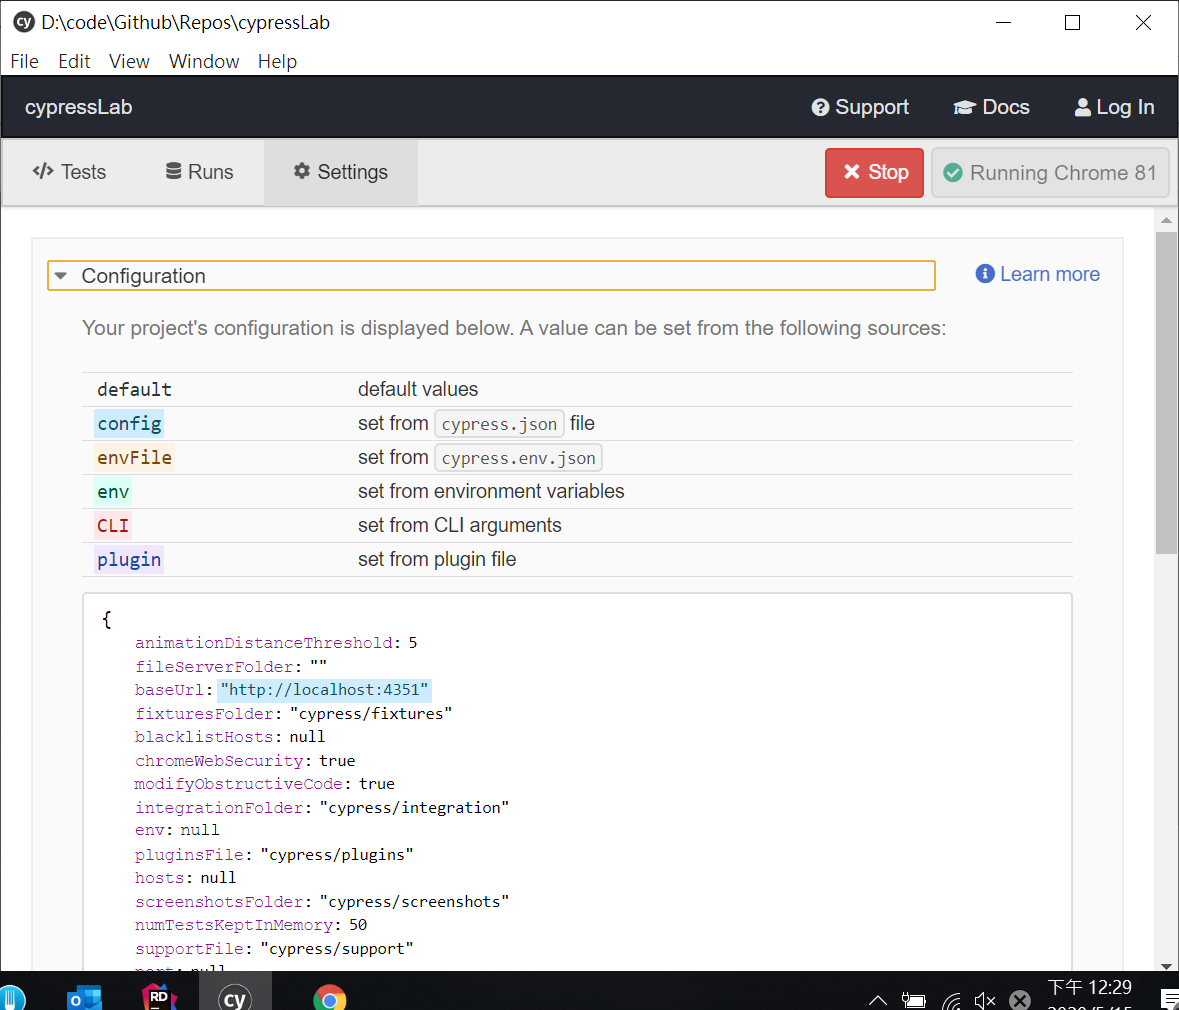 cy D:\code\Github\Repos\cypressLab
File Edit View Window Help
cypressLab Support Docs Log In
</> Tests Runs Settings Stop Running Chrome 81
Configuration Learn more
Your project's configuration is displayed below. A value can be set from the following sources:
default default values
config set from cypress.json file
envFile set from cypress.env.json
env set from environment variables
CLI set from CLI arguments
plugin set from plugin file
{
animationDistanceThreshold: 5
fileServerFolder: ""
baseUrl: "http://localhost:4351"
fixturesFolder: "cypress/fixtures"
blacklistHosts: null
chromeWebSecurity: true
modifyObstructiveCode: true
integrationFolder: "cypress/integration"
env: null
pluginsFile: "cypress/plugins"
hosts: null
screenshotsFolder: "cypress/screenshots"
numTestsKeptInMemory: 50
supportFile: "cypress/support"
port: null
RD cy 下午 12:29
2020/5/15